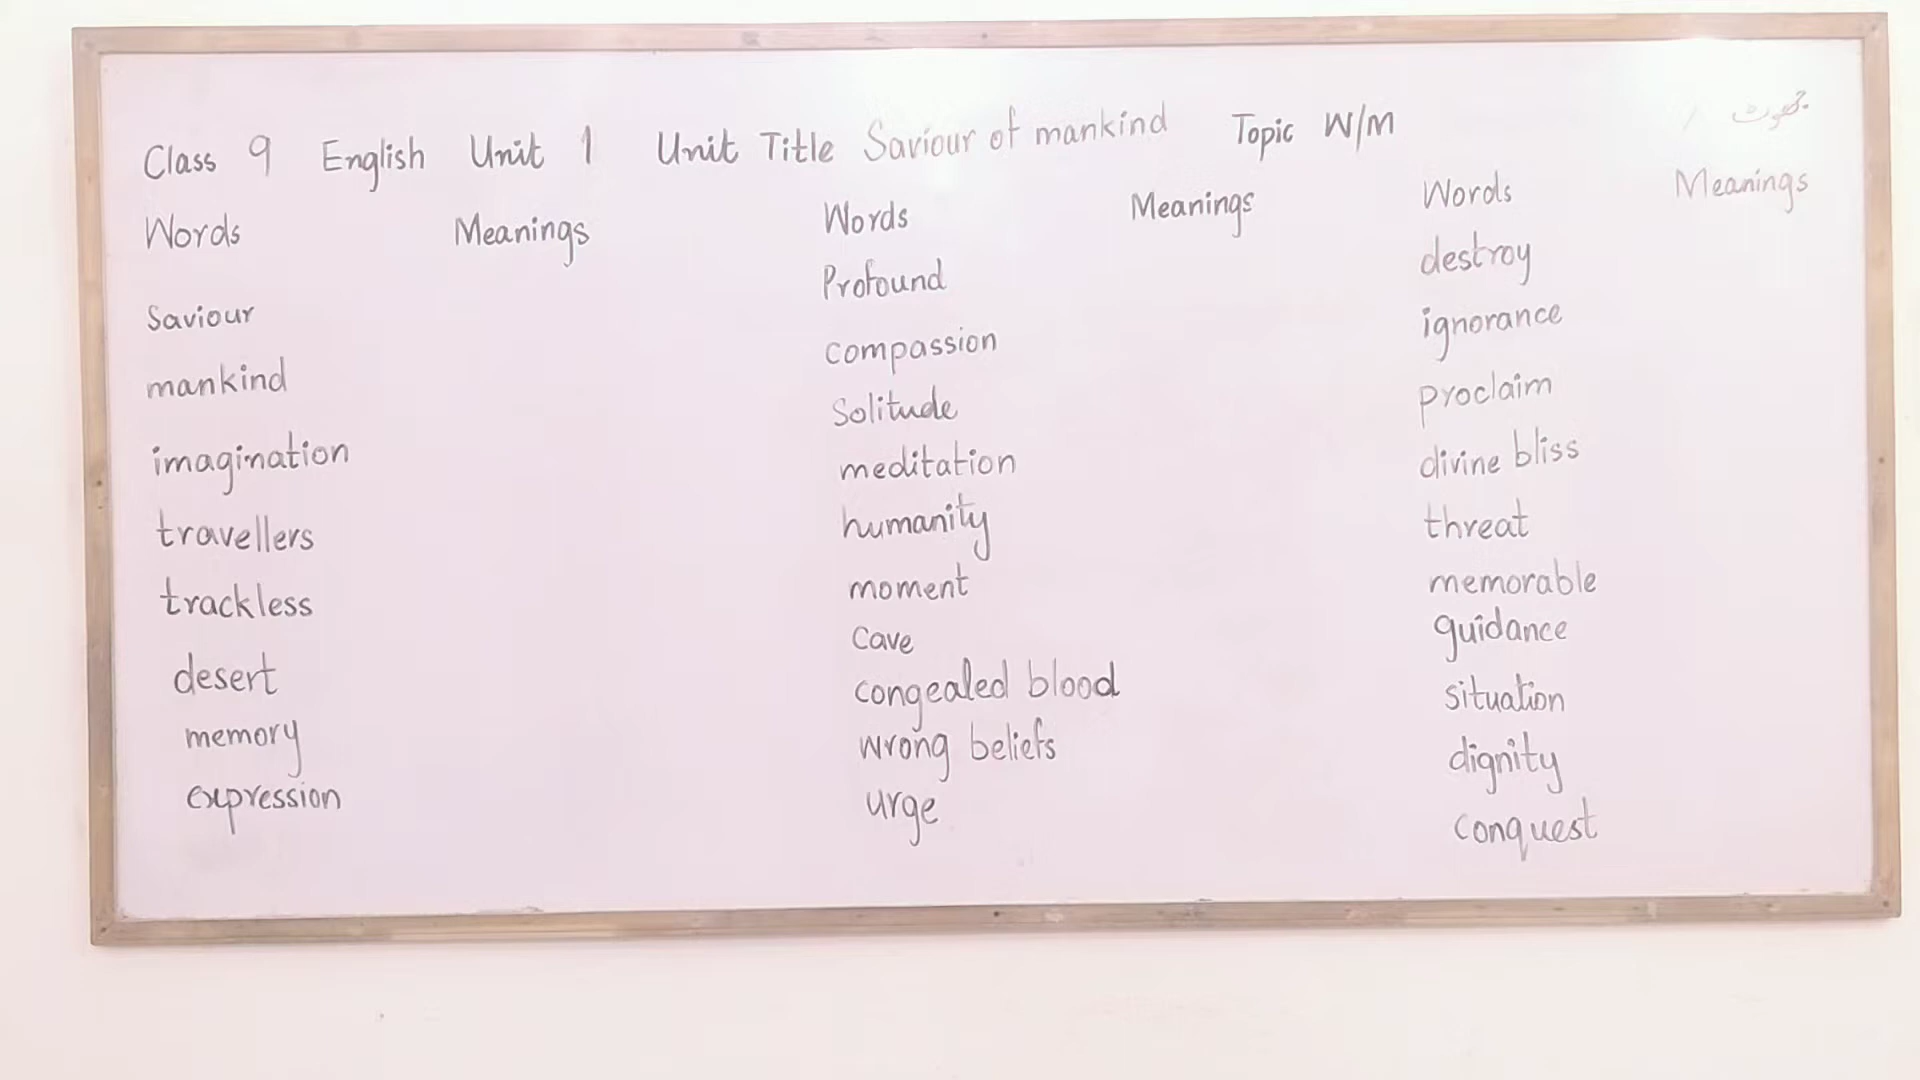 Class 9 English Unit 1 Unit Title Saviour of mankind Topic W/M
Words Meanings
Saviour
mankind
imagination
travellers
trackless
desert
memory
expression
Words Meanings
Profound
compassion
Solitude
meditation
humanity
moment
Cave
congealed blood
wrong beliefs
urge
Words Meanings
destroy
ignorance
proclaim
divine bliss
threat
memorable
guidance
situation
dignity
conquest